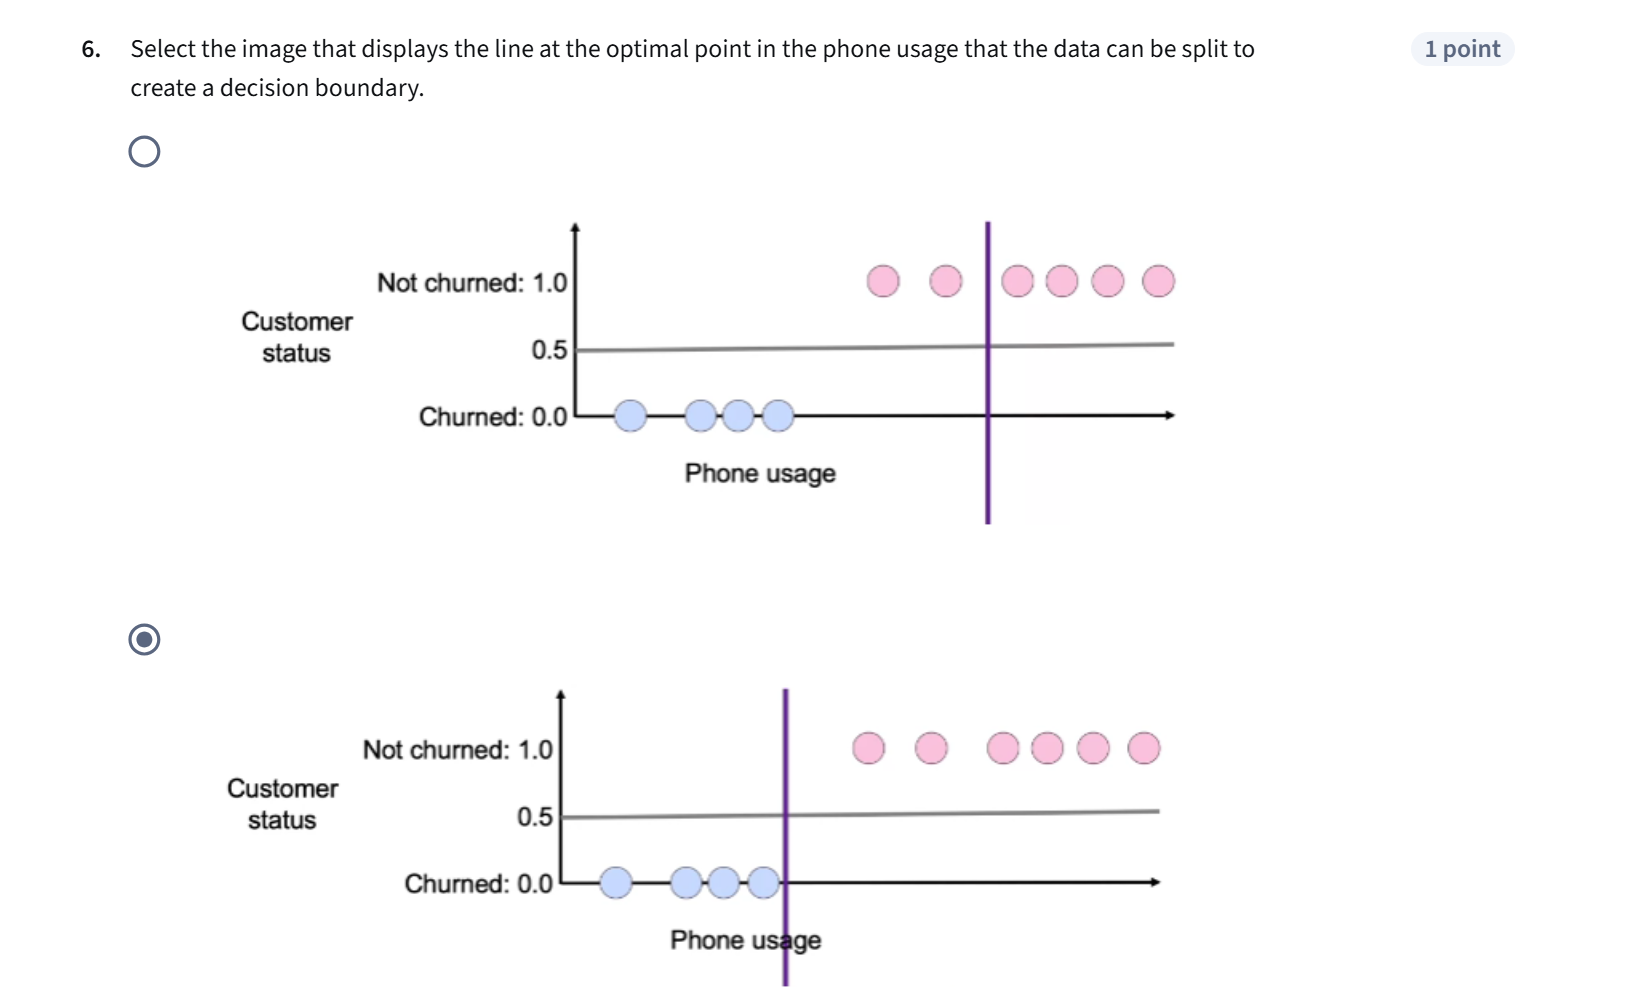 6. Select the image that displays the line at the optimal point in the phone usage that the data can be split to
create a decision boundary.
1 point
Not churned: 1.0
Customer
status
0.5
Churned: 0.0
Phone usage
Not churned: 1.0
Customer
status
0.5
Churned: 0.0
Phone usage